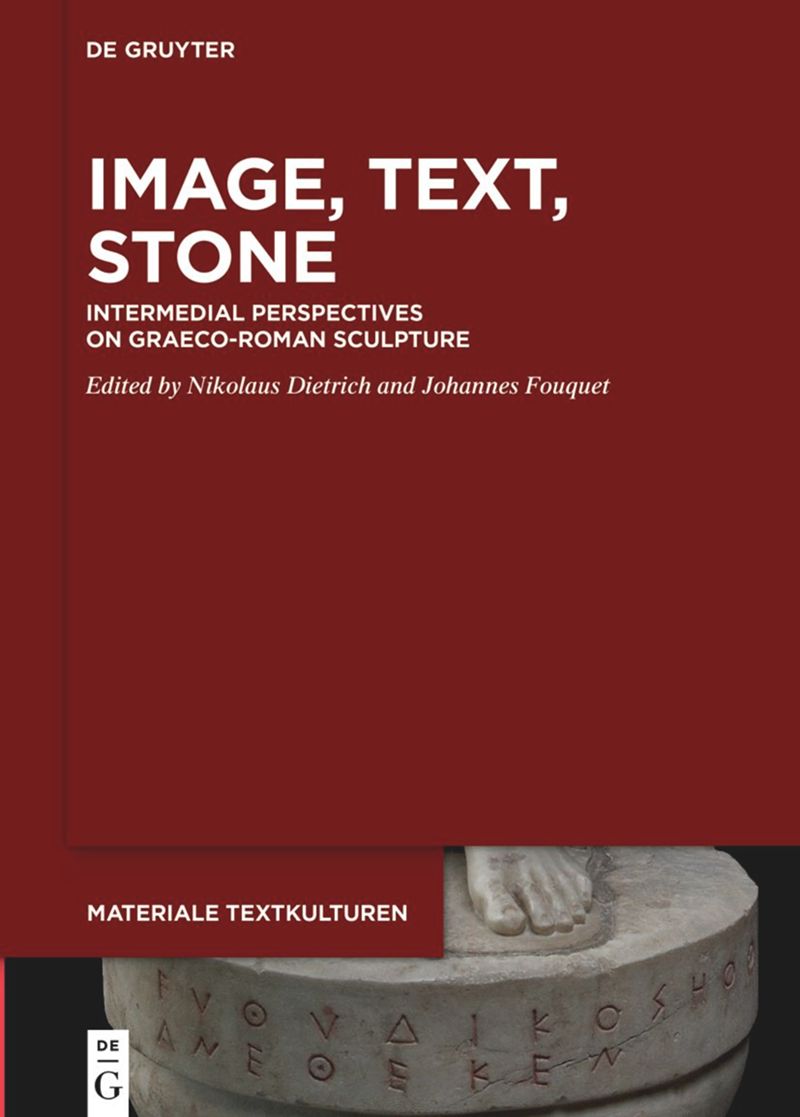 DE GRUYTER
IMAGE, TEXT,
STONE
INTERMEDIAL PERSPECTIVES
ON GRAECO-ROMAN SCULPTURE
Edited by Nikolaus Dietrich and Johannes Fouquet
MATERIALE TEXTKULTUREN
ΕΥΘΥΔΙΚΟΣΗΟΘ
ΑΝΕΘΕΚΕΝ
DE
G